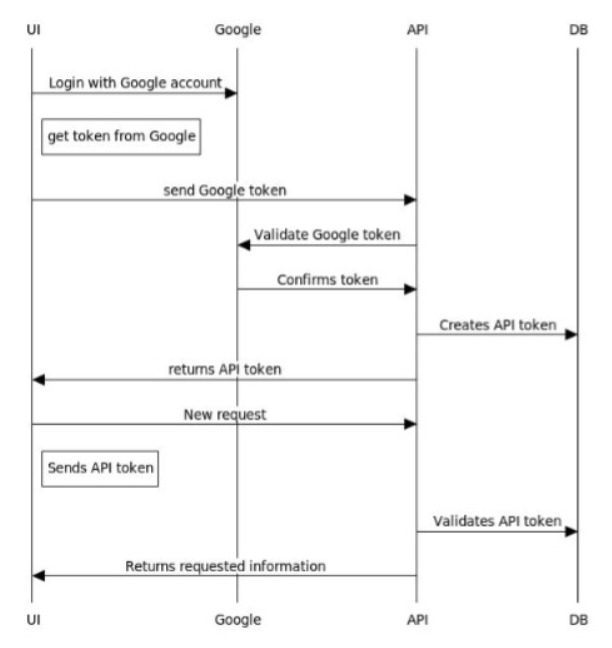 UI Google API DB
Login with Google account
get token from Google
send Google token
Validate Google token
Confirms token
Creates API token
returns API token
New request
Sends API token
Validates API token
Returns requested information
UI Google API DB